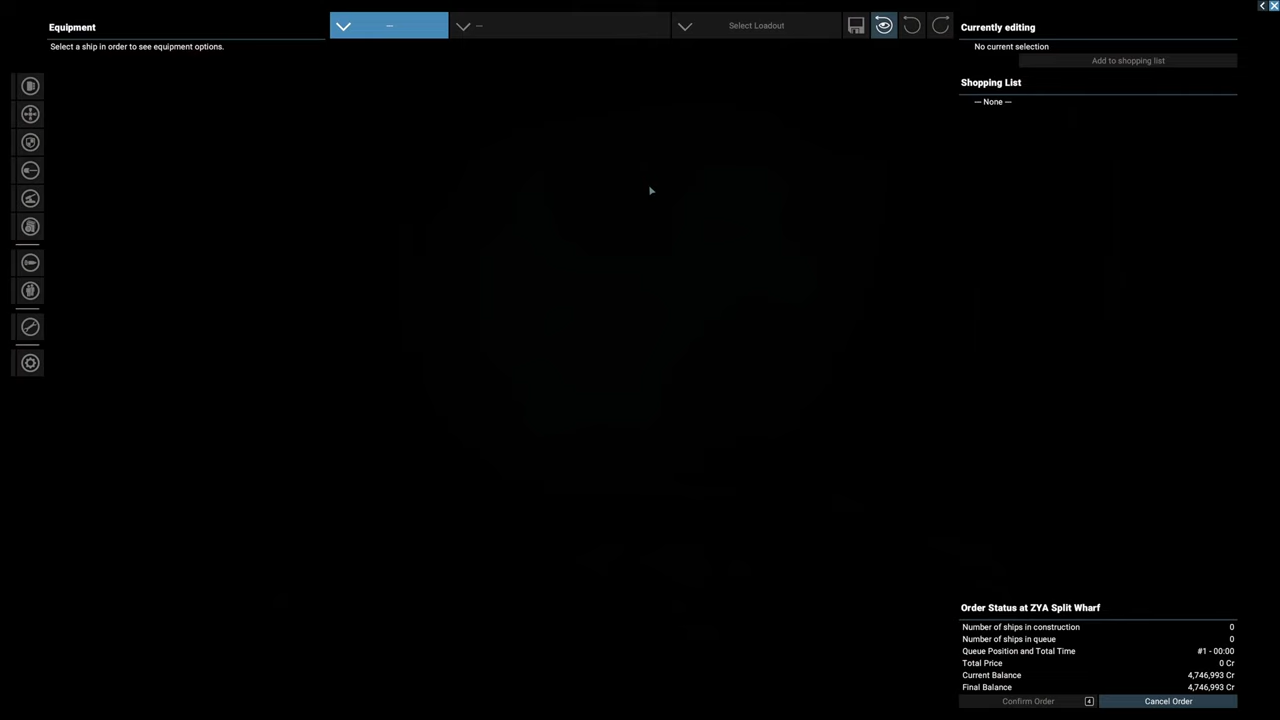 Equipment
Select a ship in order to see equipment options.
—
—
Select Loadout
Currently editing
No current selection
Add to shopping list
Shopping List
— None —
Order Status at ZYA Split Wharf
Number of ships in construction 0
Number of ships in queue 0
Queue Position and Total Time #1 - 00:00
Total Price 0 Cr
Current Balance 4,746,993 Cr
Final Balance 4,746,993 Cr
Confirm Order 4 Cancel Order